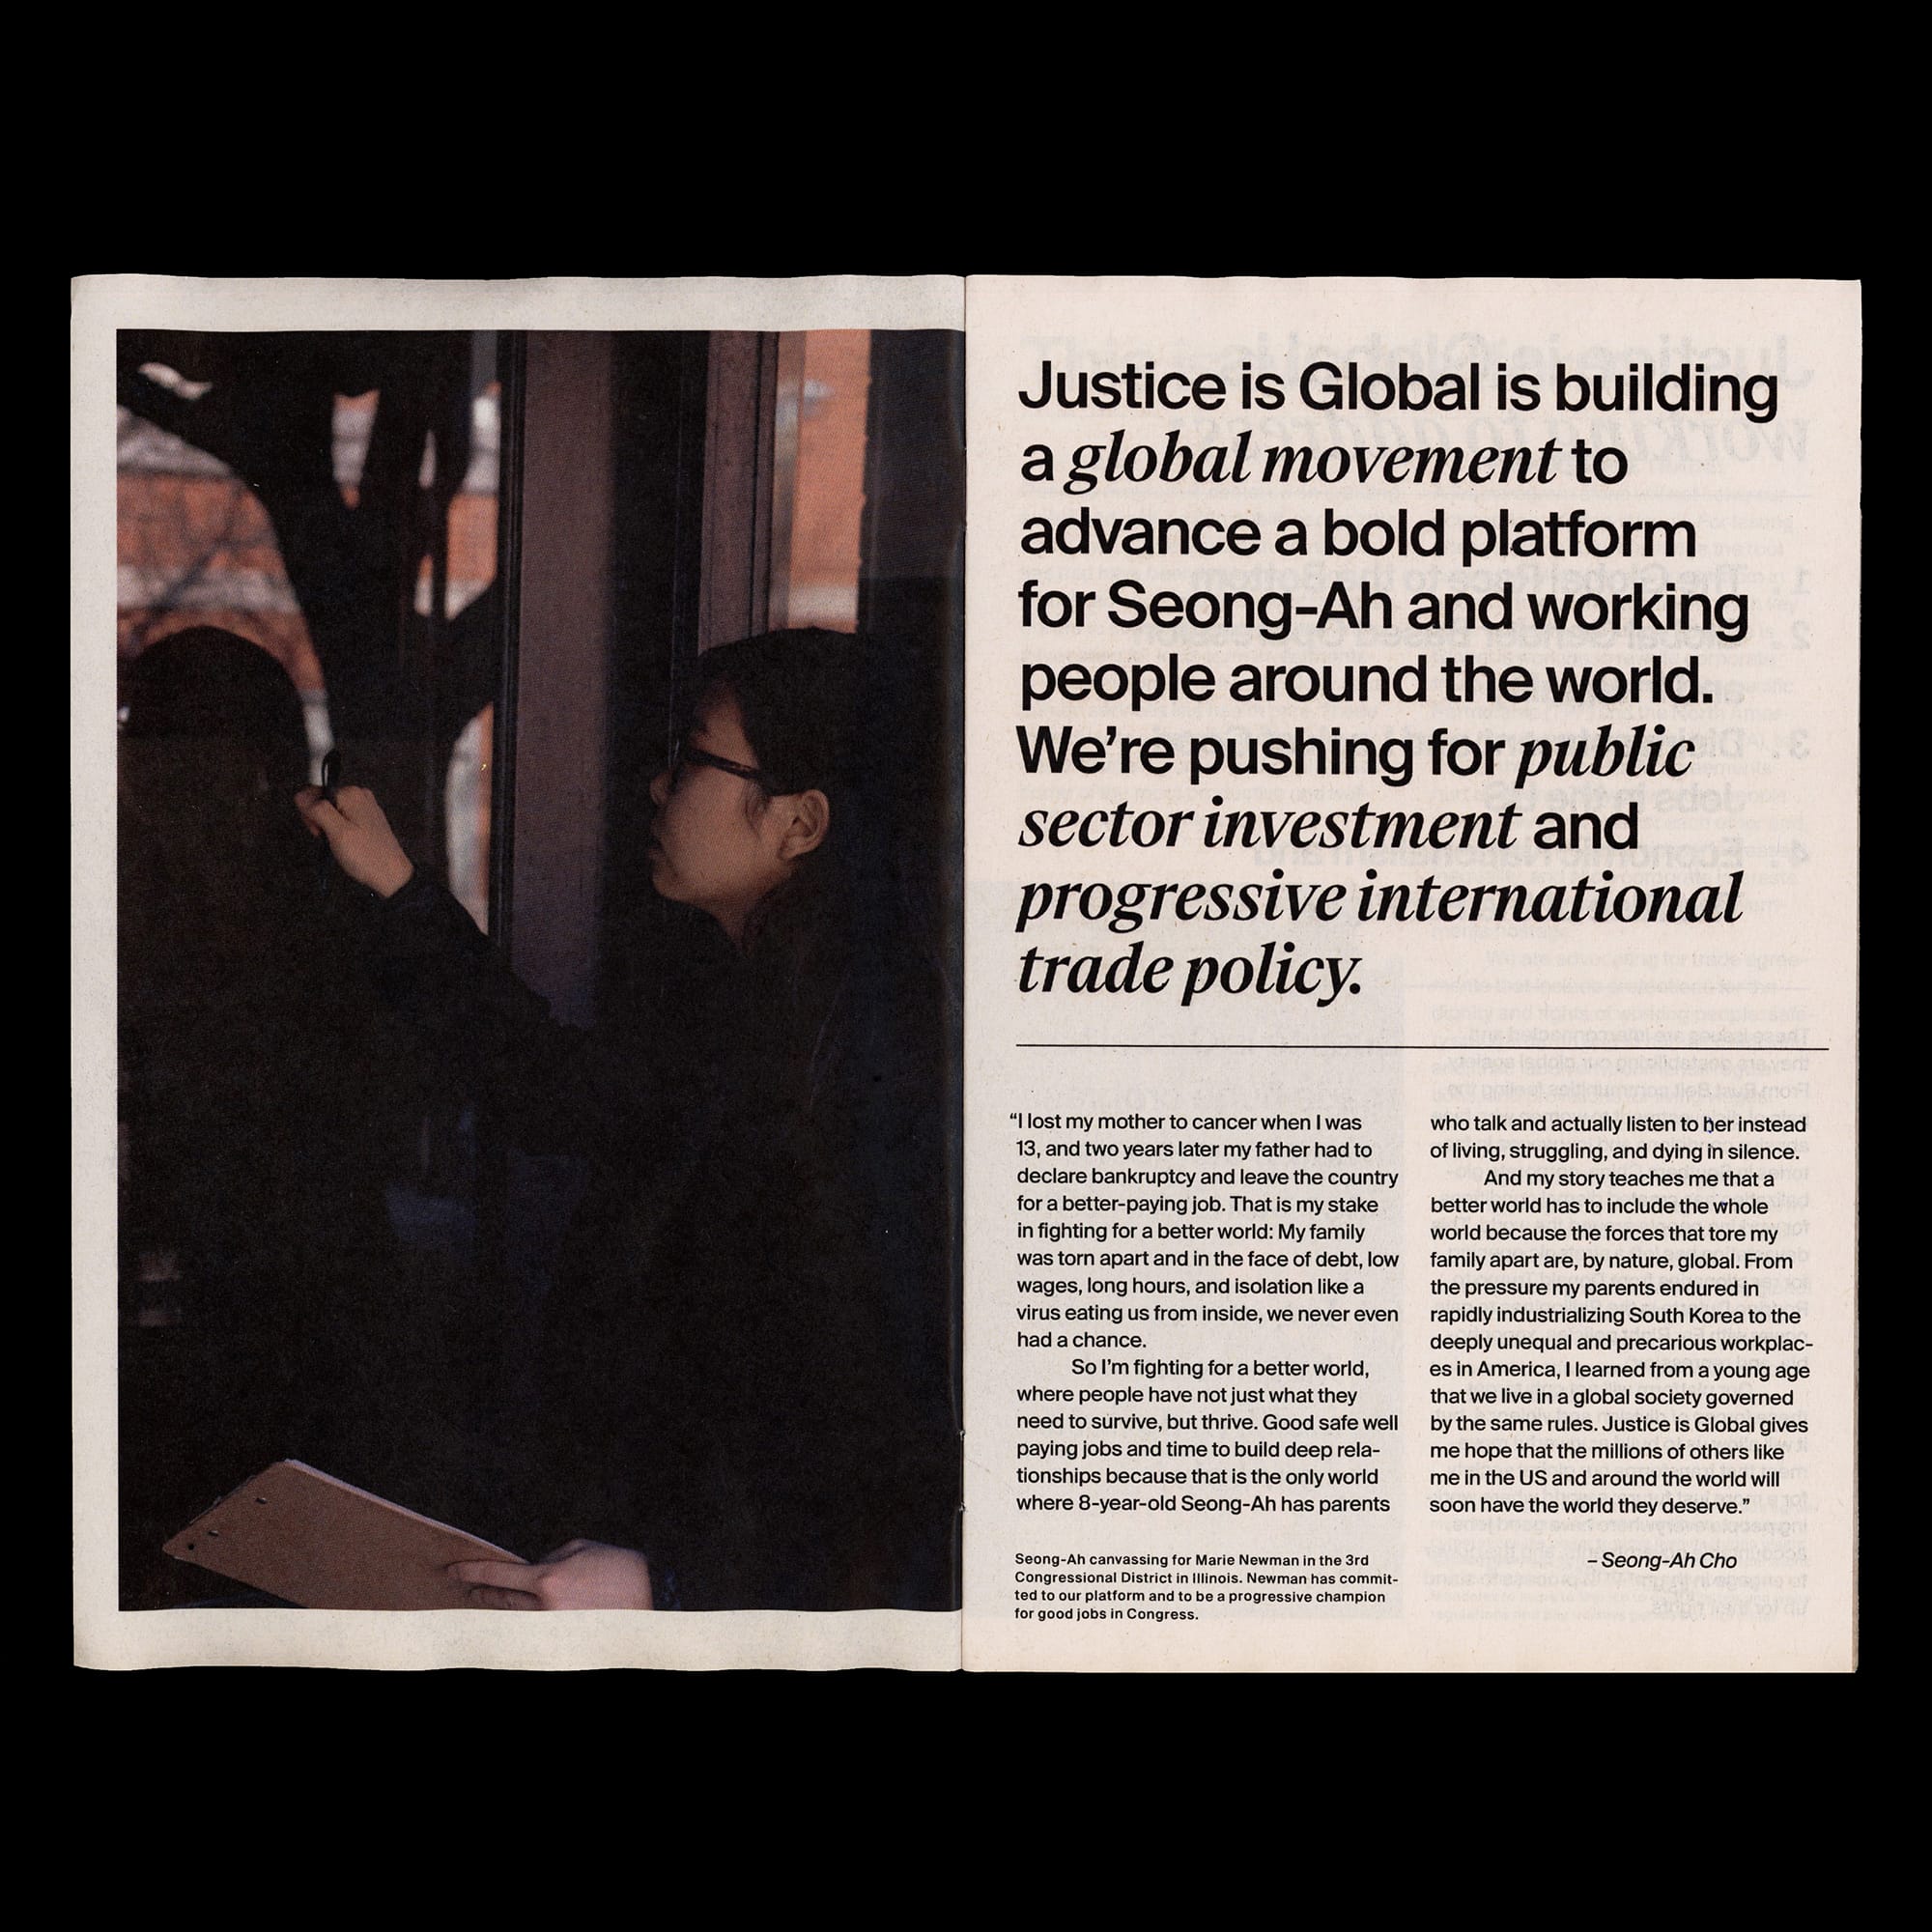 Justice is Global is building
a global movement to
advance a bold platform
for Seong-Ah and working
people around the world.
We’re pushing for public
sector investment and
progressive international
trade policy.
“I lost my mother to cancer when I was
13, and two years later my father had to
declare bankruptcy and leave the country
for a better-paying job. That is my stake
in fighting for a better world: My family
was torn apart and in the face of debt, low
wages, long hours, and isolation like a
virus eating us from inside, we never even
had a chance.
So I’m fighting for a better world,
where people have not just what they
need to survive, but thrive. Good safe well
paying jobs and time to build deep rela-
tionships because that is the only world
where 8-year-old Seong-Ah has parents
who talk and actually listen to her instead
of living, struggling, and dying in silence.
And my story teaches me that a
better world has to include the whole
world because the forces that tore my
family apart are, by nature, global. From
the pressure my parents endured in
rapidly industrializing South Korea to the
deeply unequal and precarious workplac-
es in America, I learned from a young age
that we live in a global society governed
by the same rules. Justice is Global gives
me hope that the millions of others like
me in the US and around the world will
soon have the world they deserve.”
– Seong-Ah Cho
Seong-Ah canvassing for Marie Newman in the 3rd
Congressional District in Illinois. Newman has commit-
ted to our platform and to be a progressive champion
for good jobs in Congress.